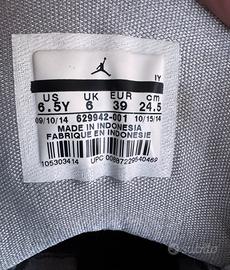 IY
US UK EUR cm
6.5Y 6 39 24.5
09/10/14 629942-001 10/15/14
MADE IN INDONESIA
FABRIQUE EN INDONESIE
105303414 UPC 00887229540469
subito